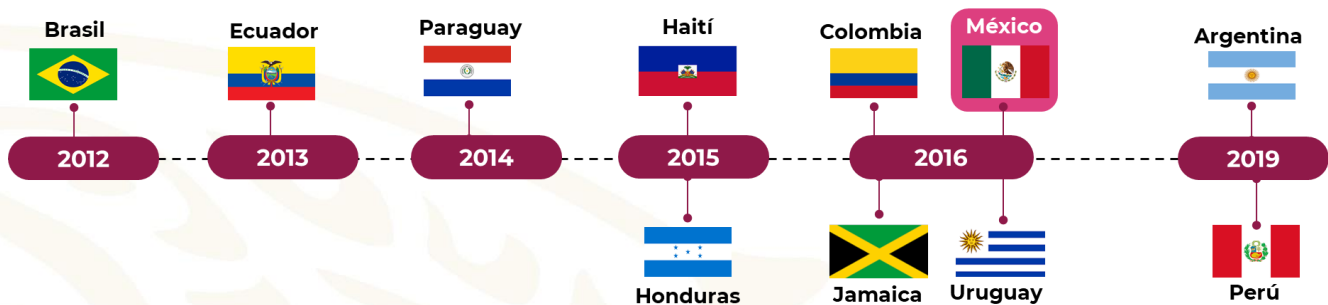 Brasil
Ecuador
Paraguay
Haití
Colombia
México
Argentina
2012
2013
2014
2015
2016
2019
Honduras
Jamaica
Uruguay
Perú